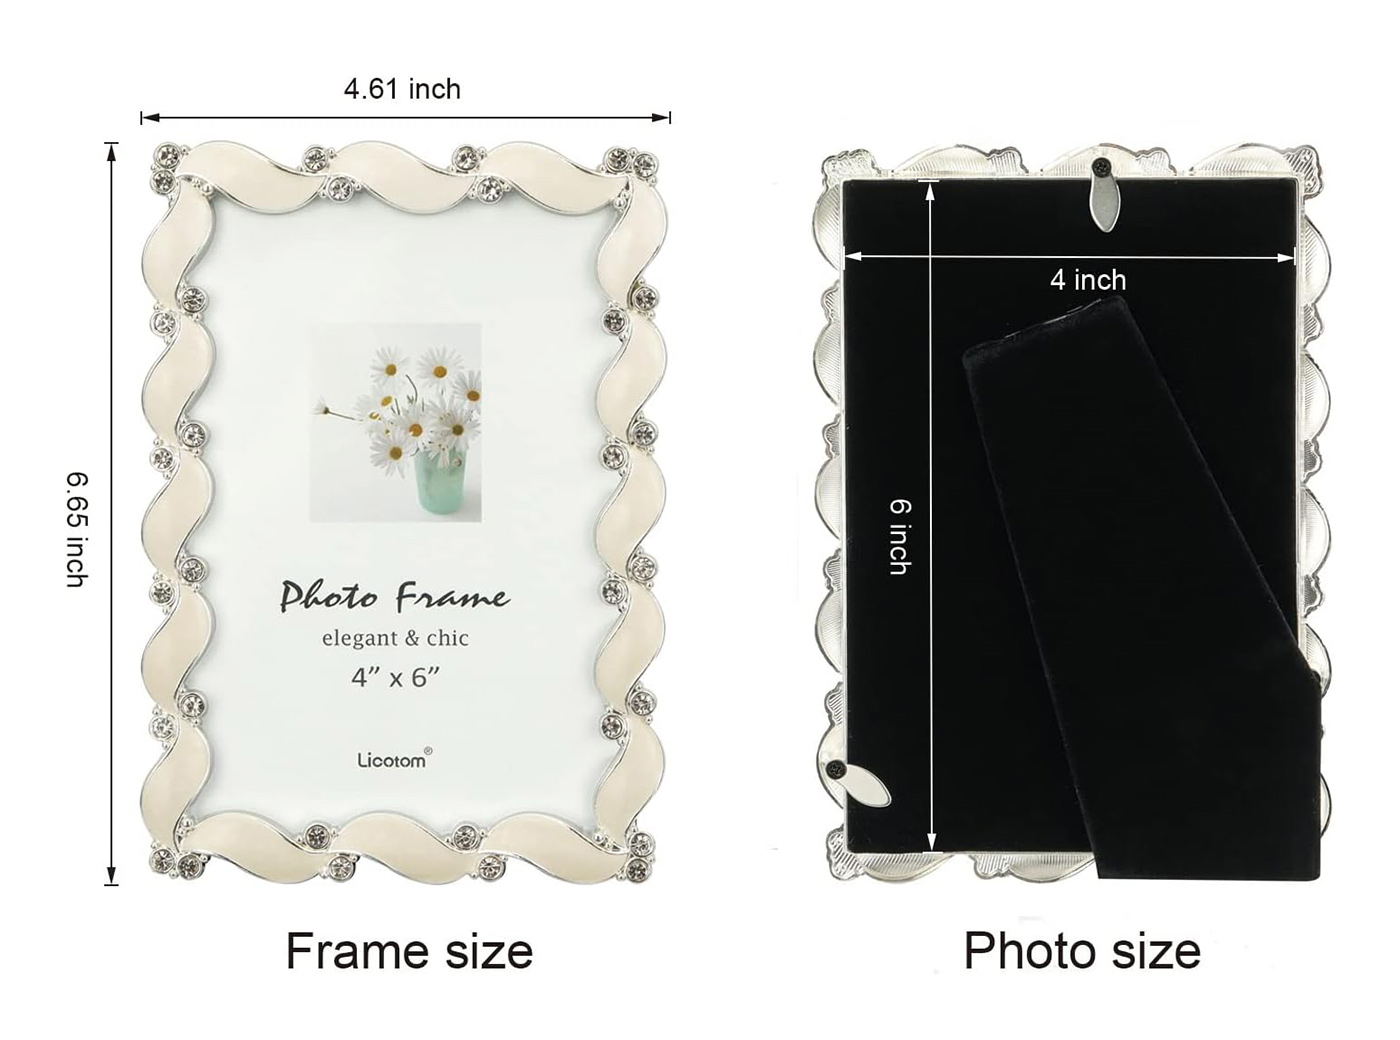 4.61 inch
6.65 inch
Photo Frame
elegant & chic
4” x 6”
Licotom®
Frame size
4 inch
6 inch
Photo size